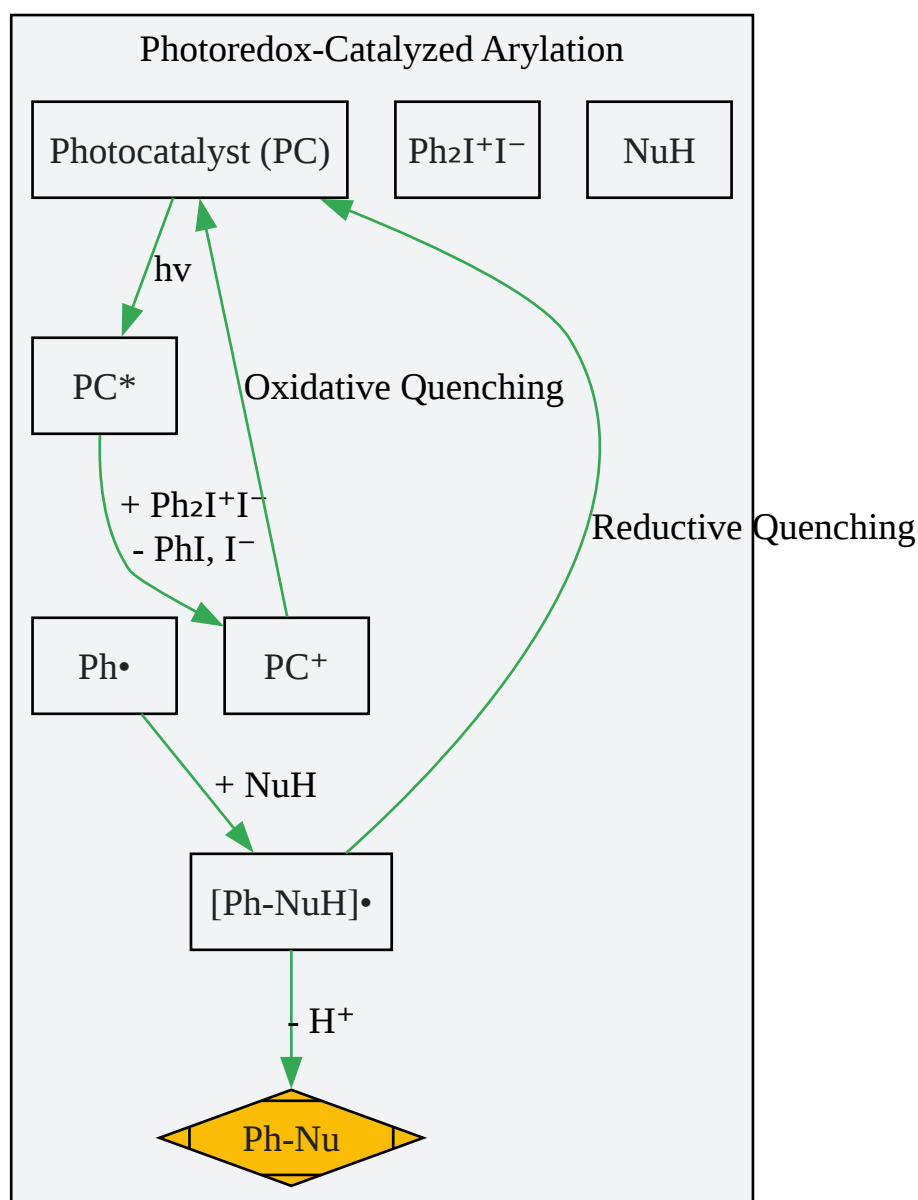 Photoredox-Catalyzed Arylation
Photocatalyst (PC)
Ph₂I⁺I⁻
NuH
hv
PC*
Oxidative Quenching
+ Ph₂I⁺I⁻
- PhI, I⁻
Reductive Quenching
Ph•
PC⁺
+ NuH
[Ph-NuH]•
- H⁺
Ph-Nu